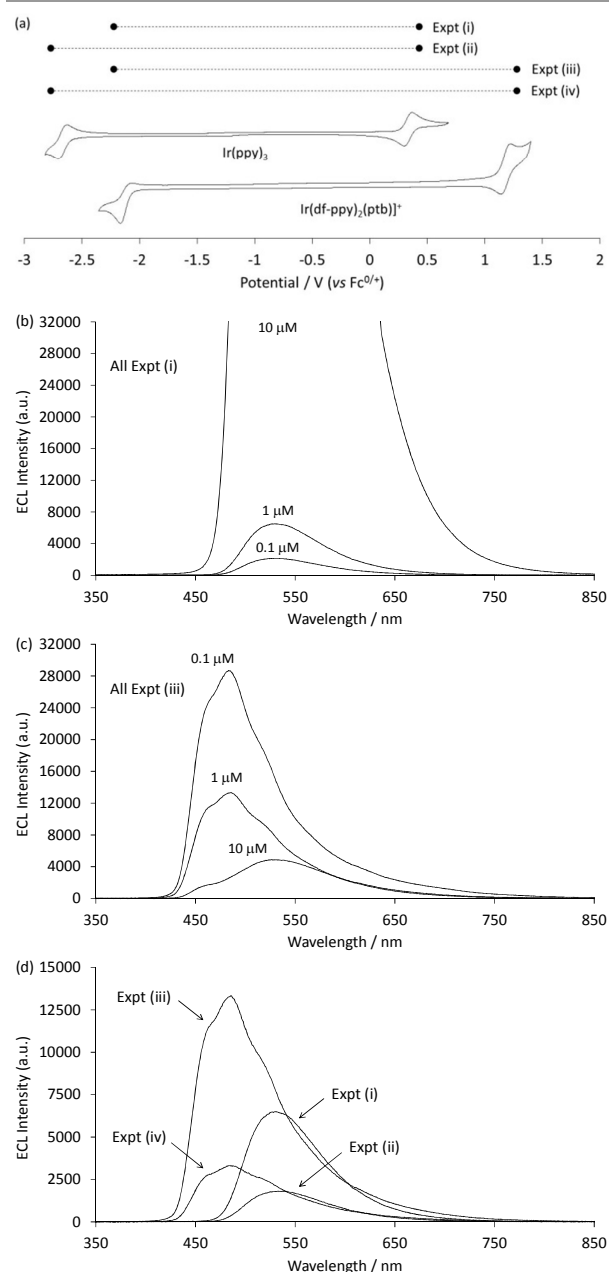 (a)
Expt (i)
Expt (ii)
Expt (iii)
Expt (iv)
Ir(ppy)₃
Ir(df-ppy)₂(ptb)]⁺
-3 -2.5 -2 -1.5 -1 -0.5 0 0.5 1 1.5 2
Potential / V (vs Fc⁰/⁺)
(b)
All Expt (i)
ECL Intensity (a.u.)
32000
28000
24000
20000
16000
12000
8000
4000
0
10 µM
1 µM
0.1 µM
350 450 550 650 750 850
Wavelength / nm
(c)
All Expt (iii)
ECL Intensity (a.u.)
32000
28000
24000
20000
16000
12000
8000
4000
0
0.1 µM
1 µM
10 µM
350 450 550 650 750 850
Wavelength / nm
(d)
ECL Intensity (a.u.)
15000
12500
10000
7500
5000
2500
0
Expt (iii)
Expt (i)
Expt (iv)
Expt (ii)
350 450 550 650 750 850
Wavelength / nm